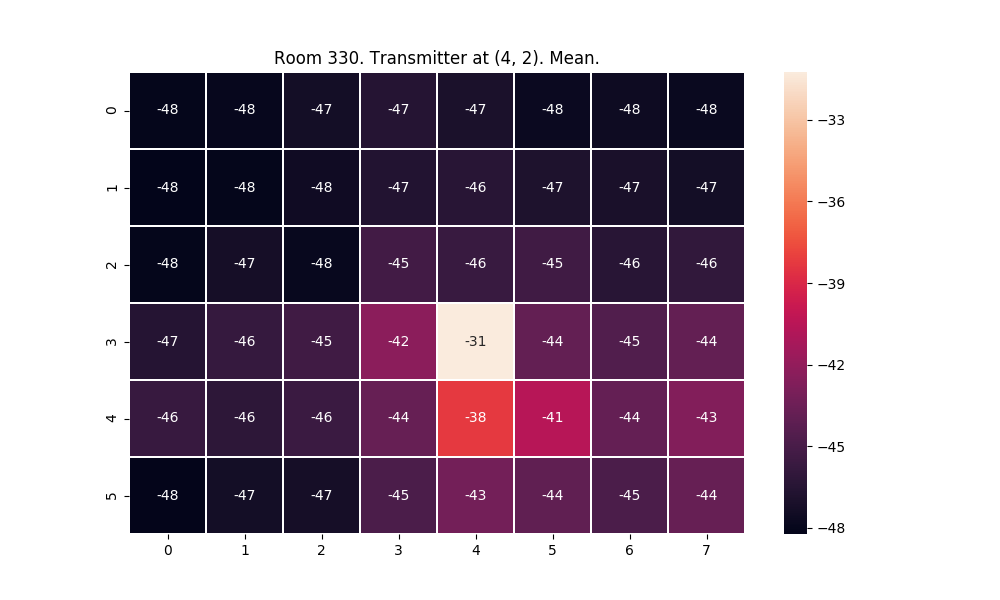 Room 330. Transmitter at (4, 2). Mean.
0 -48 -48 -47 -47 -47 -48 -48 -48
1 -48 -48 -48 -47 -46 -47 -47 -47
2 -48 -47 -48 -45 -46 -45 -46 -46
3 -47 -46 -45 -42 -31 -44 -45 -44
4 -46 -46 -46 -44 -38 -41 -44 -43
5 -48 -47 -47 -45 -43 -44 -45 -44
0 1 2 3 4 5 6 7
−33
−36
−39
−42
−45
−48